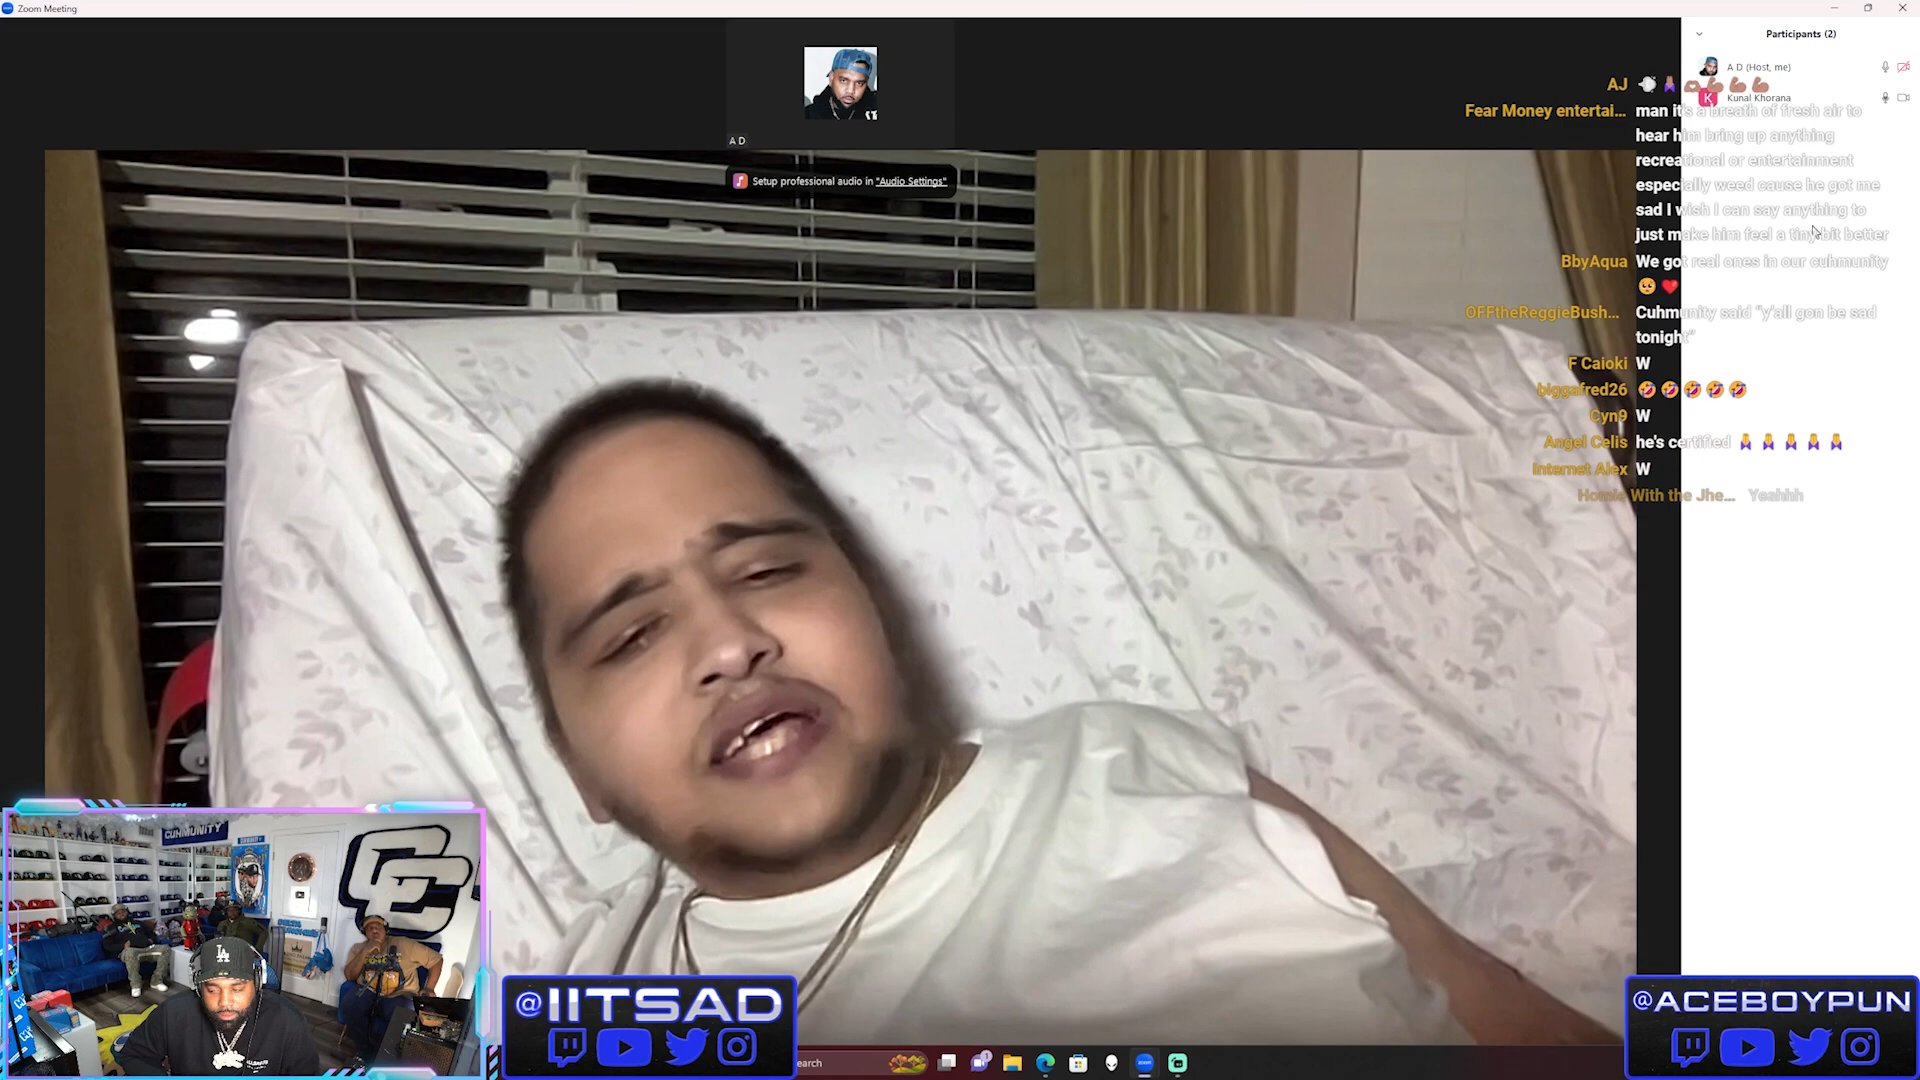 Zoom Meeting
A D
Setup professional audio in "Audio Settings"
Participants (2)
A D (Host, me)
K
Kunal Khorana
AJ
Fear Money entertai... man it's a breath of fresh air to
hear him bring up anything
recreational or entertainment
especially weed cause he got me
sad I wish I can say anything to
just make him feel a tiny bit better
BbyAqua We got real ones in our cuhmunity
OFFtheReggieBush... Cuhmunity said "y'all gon be sad
tonight"
F Caioki W
biggafred26
Cyn9 W
Angel Celis he's certified
Internet Alex W
Homie With the Jhe... Yeahhh
CUHMUNITY
CC
LA
@IITSAD
@ACEBOYPUN
earch
zoom